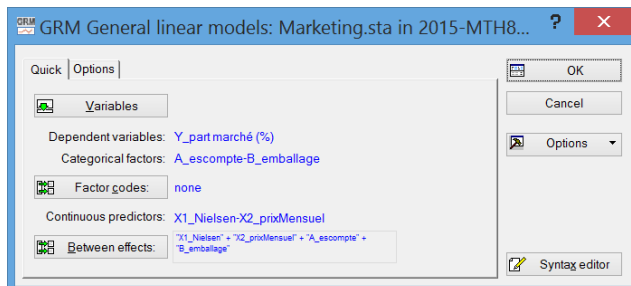 GRM General linear models: Marketing.sta in 2015-MTH8... ? ×
Quick Options
OK
Variables
Cancel
Dependent variables: Y_part marché (%)
Options
Categorical factors: A_escompte-B_emballage
Factor codes: none
Continuous predictors: X1_Nielsen-X2_prixMensuel
Between effects: "X1_Nielsen" + "X2_prixMensuel" + "A_escompte" +
"B_emballage"
Syntax editor